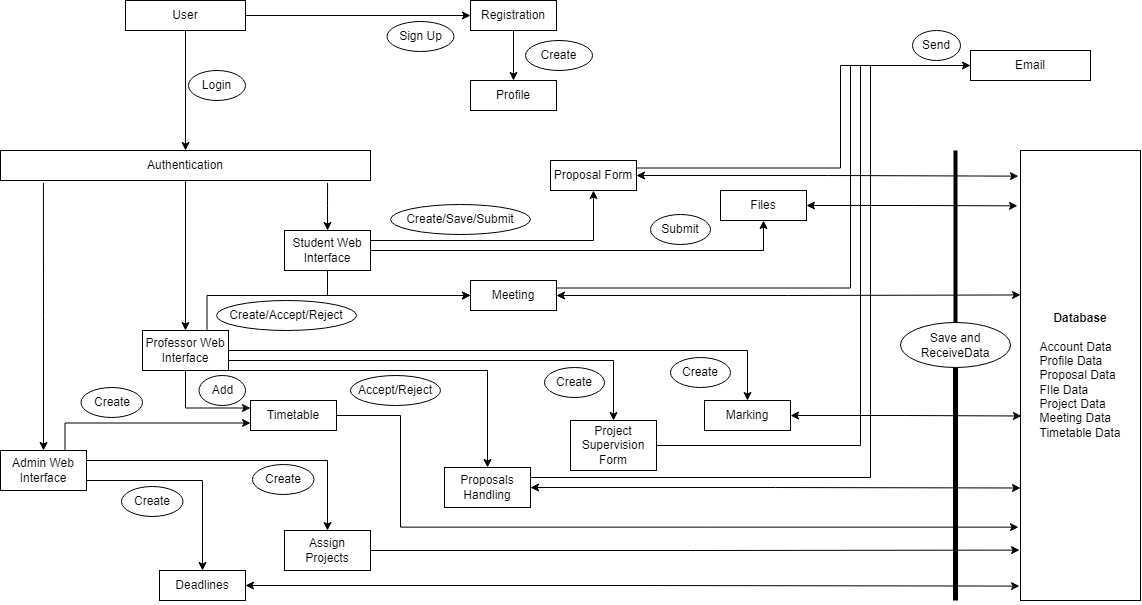 User
Registration
Sign Up
Send
Create
Email
Login
Profile
Authentication
Proposal Form
Files
Create/Save/Submit
Submit
Student Web
Interface
Meeting
Create/Accept/Reject
Database
Professor Web
Interface
Save and
ReceiveData
Account Data
Profile Data
Proposal Data
FIle Data
Project Data
Meeting Data
Timetable Data
Create
Create
Add
Accept/Reject
Create
Timetable
Marking
Project
Supervision
Form
Admin Web
Interface
Create
Proposals
Handling
Create
Assign
Projects
Deadlines